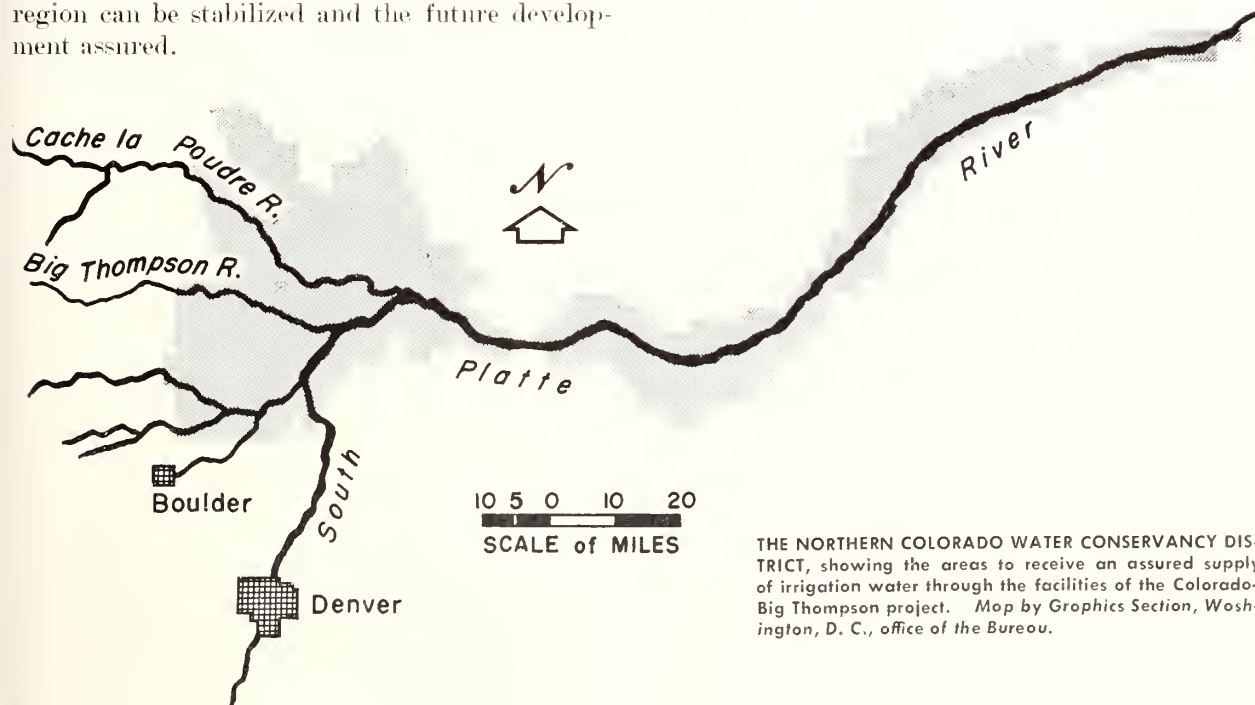 region can be stabilized and the future develop-
ment assured.
Cache la Poudre R.
N
Big Thompson R.
River
Platte
South
Boulder
10 5 0 10 20
SCALE of MILES
Denver
THE NORTHERN COLORADO WATER CONSERVANCY DIS-
TRICT, showing the areas to receive an assured supply
of irrigation water through the facilities of the Colorado-
Big Thompson project. Mop by Grophics Section, Wosh-
ington, D. C., office of the Bureou.